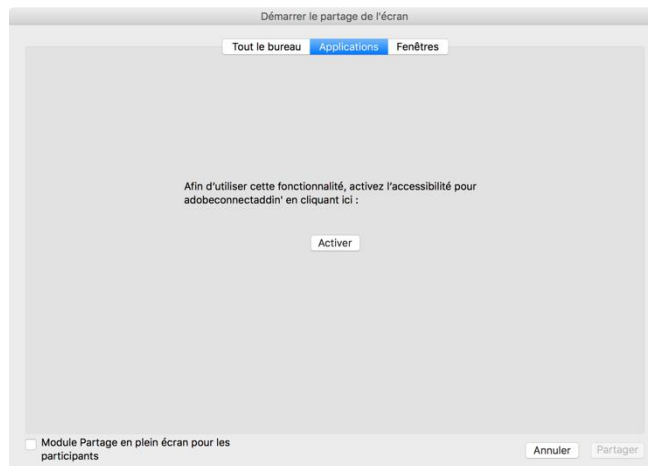 Démarrer le partage de l'écran
Tout le bureau Applications Fenêtres
Afin d'utiliser cette fonctionnalité, activez l'accessibilité pour
adobeconnectaddin' en cliquant ici :
Activer
Module Partage en plein écran pour les
participants
Annuler Partager